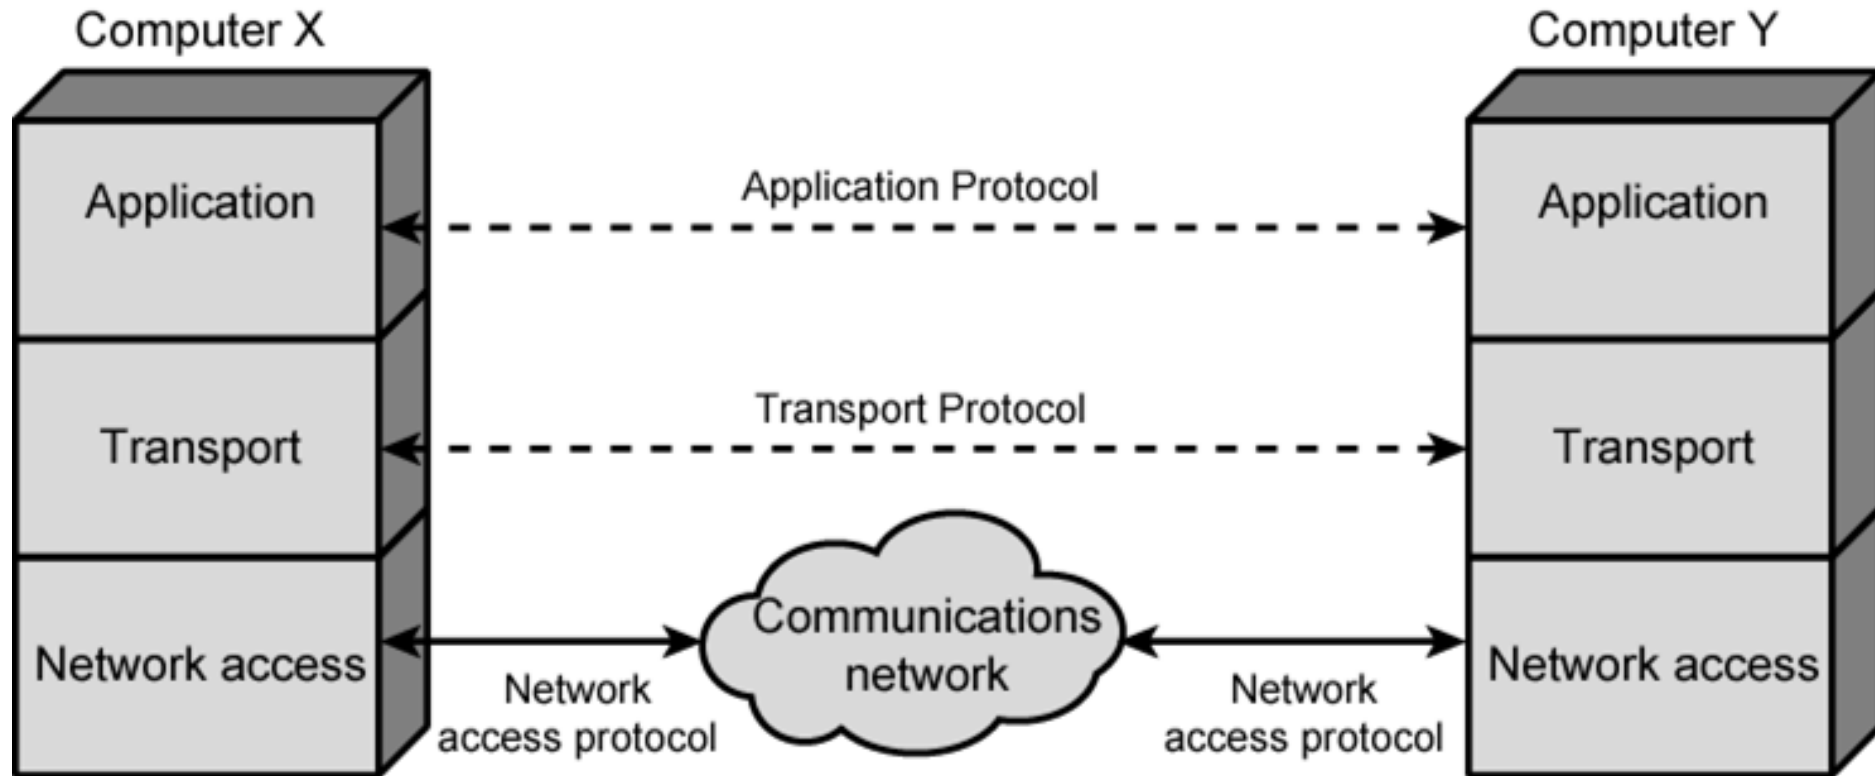 Computer X
Computer Y
Application
Application Protocol
Application
Transport
Transport Protocol
Transport
Network access
Network
access protocol
Communications
network
Network
access protocol
Network access